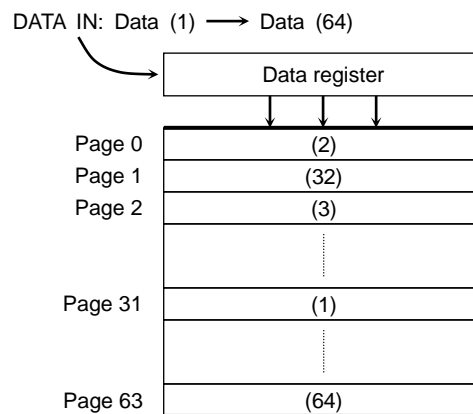 DATA IN: Data (1) ⟶ Data (64)
Data register
Page 0 (2)
Page 1 (32)
Page 2 (3)
Page 31 (1)
Page 63 (64)